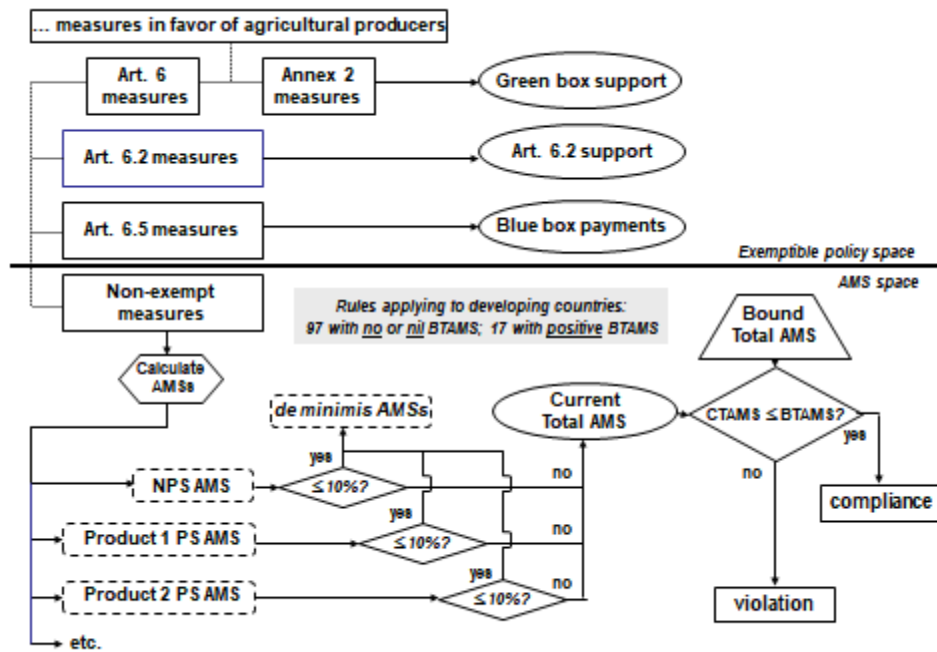 ... measures in favor of agricultural producers
Art. 6
measures
Annex 2
measures
Green box support
Art. 6.2 measures
Art. 6.2 support
Art. 6.5 measures
Blue box payments
Exemptible policy space
AMS space
Non-exempt
measures
Rules applying to developing countries:
97 with no or nil BTAMS; 17 with positive BTAMS
Bound
Total AMS
Calculate
AMSs
de minimis AMSs
Current
Total AMS
CTAMS ≤ BTAMS?
yes
no
yes
NPS AMS
≤10%?
no
compliance
yes
Product 1 PS AMS
≤10%?
no
yes
Product 2 PS AMS
≤10%?
no
violation
etc.